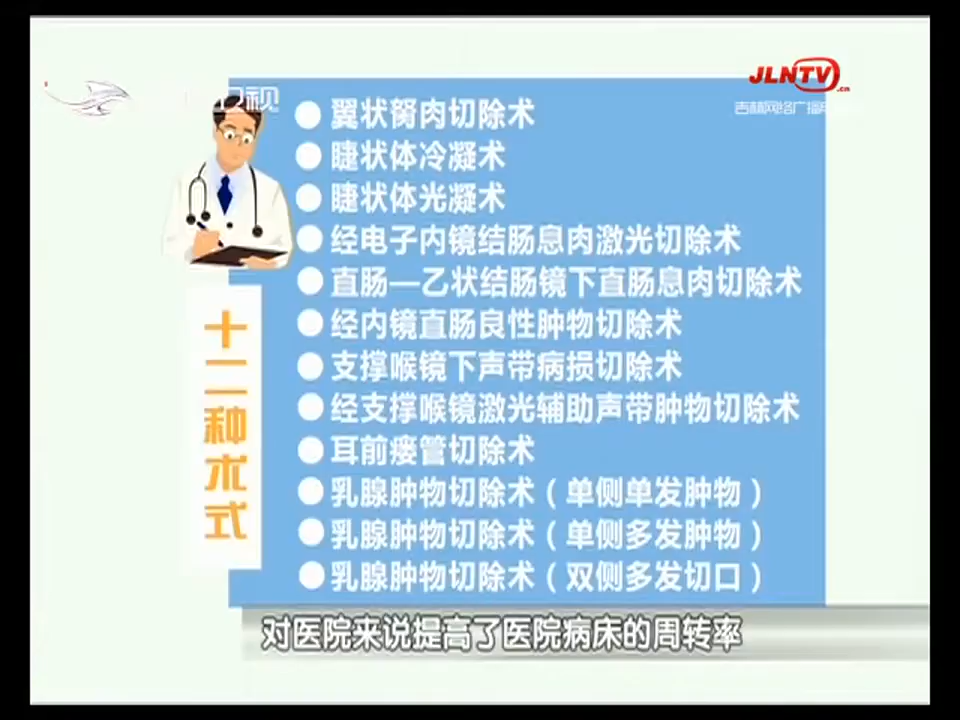 JLNTV.cn
吉林网络广播
卫视
翼状胬肉切除术
睫状体冷凝术
睫状体光凝术
经电子内镜结肠息肉激光切除术
直肠—乙状结肠镜下直肠息肉切除术
经内镜直肠良性肿物切除术
支撑喉镜下声带病损切除术
经支撑喉镜激光辅助声带肿物切除术
耳前瘘管切除术
乳腺肿物切除术（单侧单发肿物）
乳腺肿物切除术（单侧多发肿物）
乳腺肿物切除术（双侧多发切口）
十二种术式
对医院来说提高了医院病床的周转率